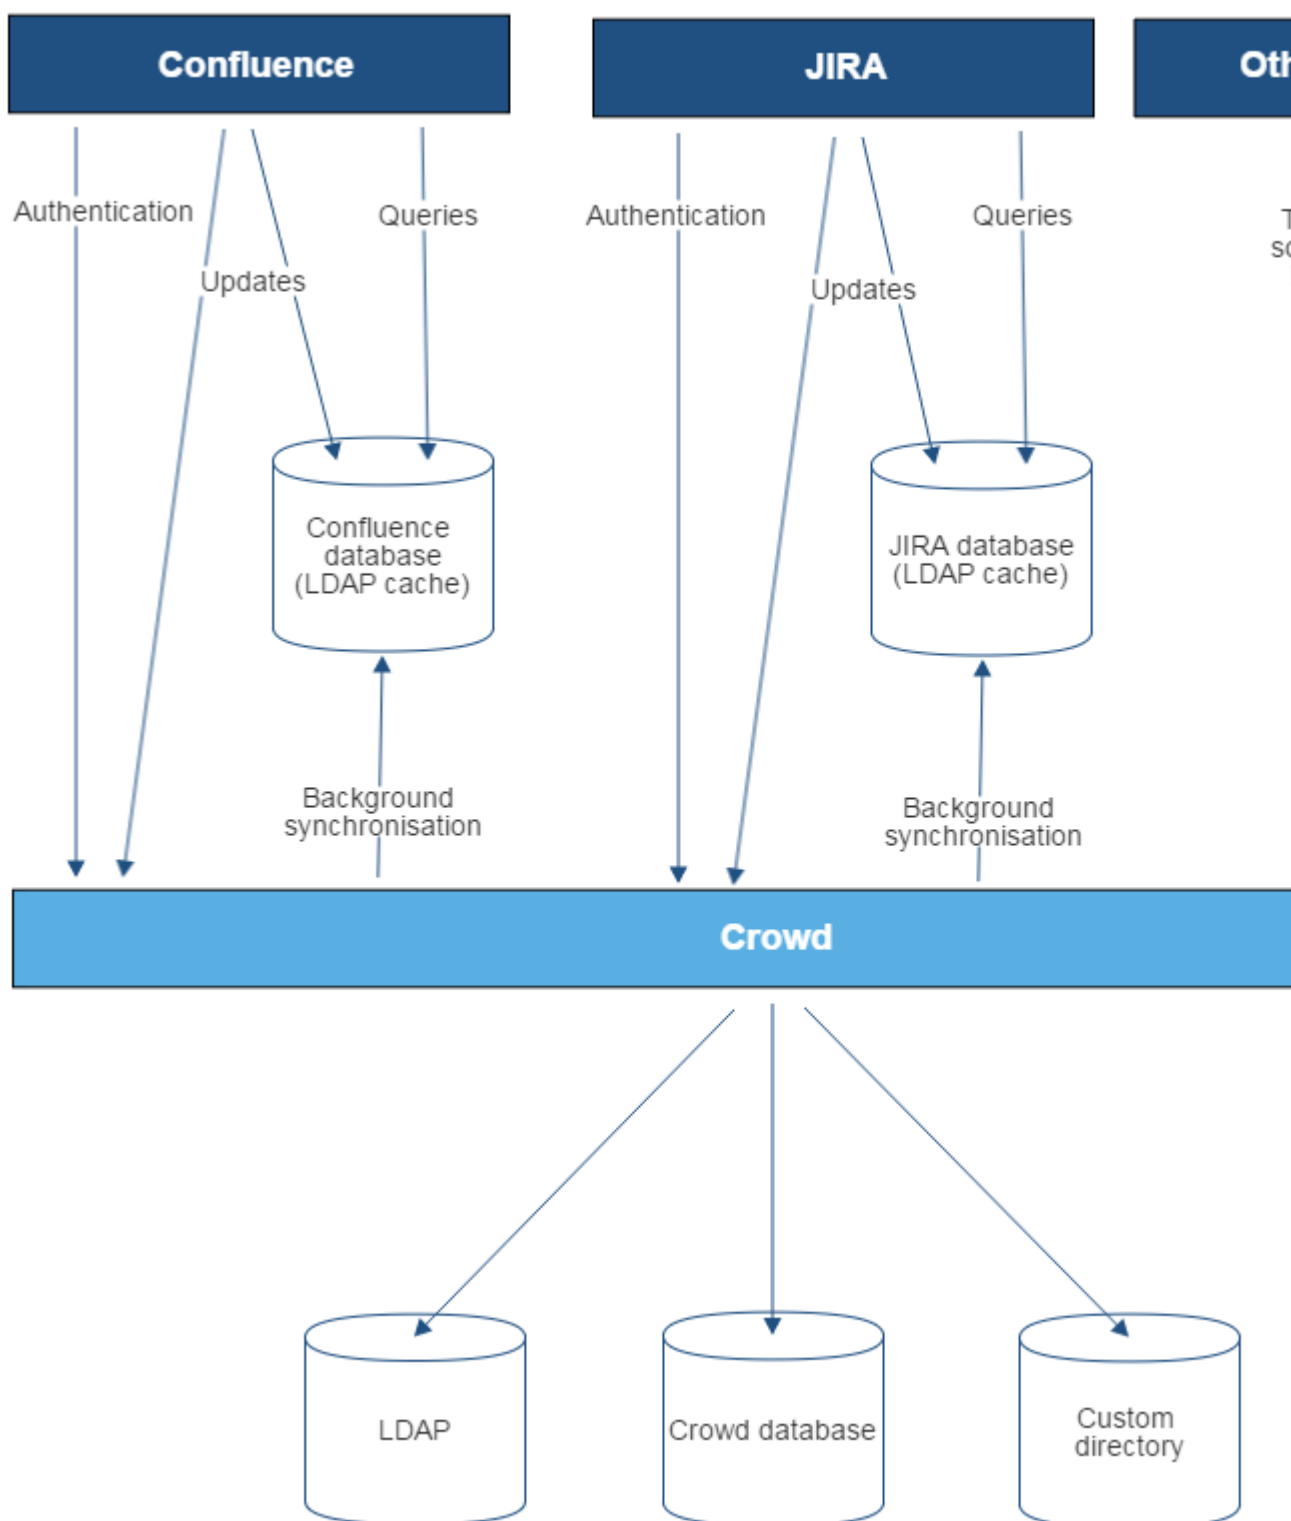 Confluence
JIRA
Authentication
Queries
Updates
Authentication
Queries
Updates
Confluence
database
(LDAP cache)
JIRA database
(LDAP cache)
Background
synchronisation
Background
synchronisation
Crowd
LDAP
Crowd database
Custom
directory